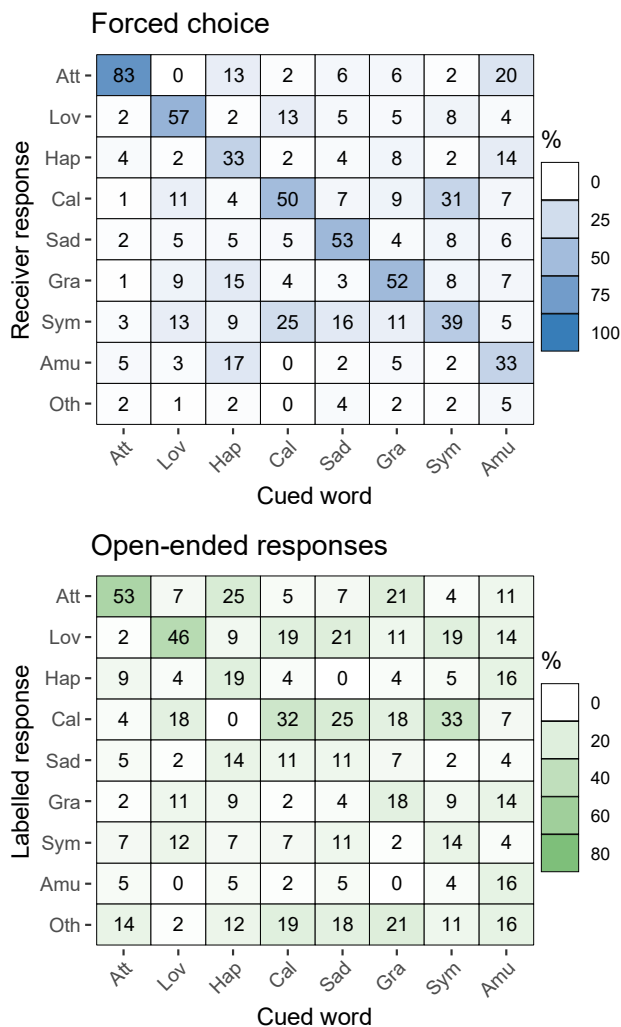 Forced choice
Att 83 0 13 2 6 6 2 20
Lov 2 57 2 13 5 5 8 4
Hap 4 2 33 2 4 8 2 14
Cal 1 11 4 50 7 9 31 7
Sad 2 5 5 5 53 4 8 6
Gra 1 9 15 4 3 52 8 7
Sym 3 13 9 25 16 11 39 5
Amu 5 3 17 0 2 5 2 33
Oth 2 1 2 0 4 2 2 5
Att Lov Hap Cal Sad Gra Sym Amu
Cued word
Receiver response
%
0
25
50
75
100
Open-ended responses
Att 53 7 25 5 7 21 4 11
Lov 2 46 9 19 21 11 19 14
Hap 9 4 19 4 0 4 5 16
Cal 4 18 0 32 25 18 33 7
Sad 5 2 14 11 11 7 2 4
Gra 2 11 9 2 4 18 9 14
Sym 7 12 7 7 11 2 14 4
Amu 5 0 5 2 5 0 4 16
Oth 14 2 12 19 18 21 11 16
Att Lov Hap Cal Sad Gra Sym Amu
Cued word
Labelled response
%
0
20
40
60
80